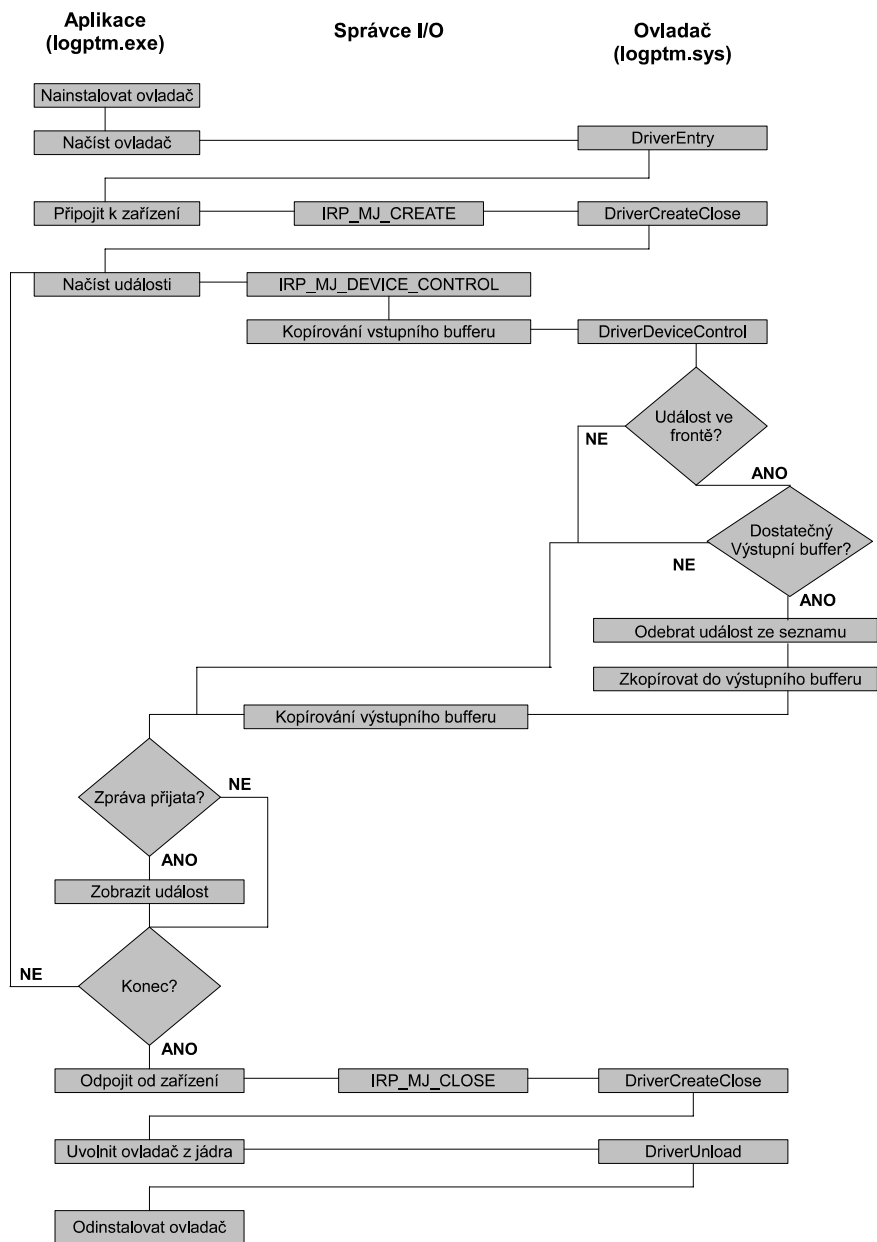 Aplikace
(logptm.exe)
Správce I/O
Ovladač
(logptm.sys)
Nainstalovat ovladač
Načíst ovladač
DriverEntry
Připojit k zařízení
IRP_MJ_CREATE
DriverCreateClose
Načíst události
IRP_MJ_DEVICE_CONTROL
Kopírování vstupního bufferu
DriverDeviceControl
Událost ve
frontě?
NE
ANO
Dostatečný
Výstupní buffer?
NE
ANO
Odebrat událost ze seznamu
Zkopírovat do výstupního bufferu
Kopírování výstupního bufferu
Zpráva přijata?
NE
ANO
Zobrazit událost
NE
Konec?
ANO
Odpojit od zařízení
IRP_MJ_CLOSE
DriverCreateClose
Uvolnit ovladač z jádra
DriverUnload
Odinstalovat ovladač